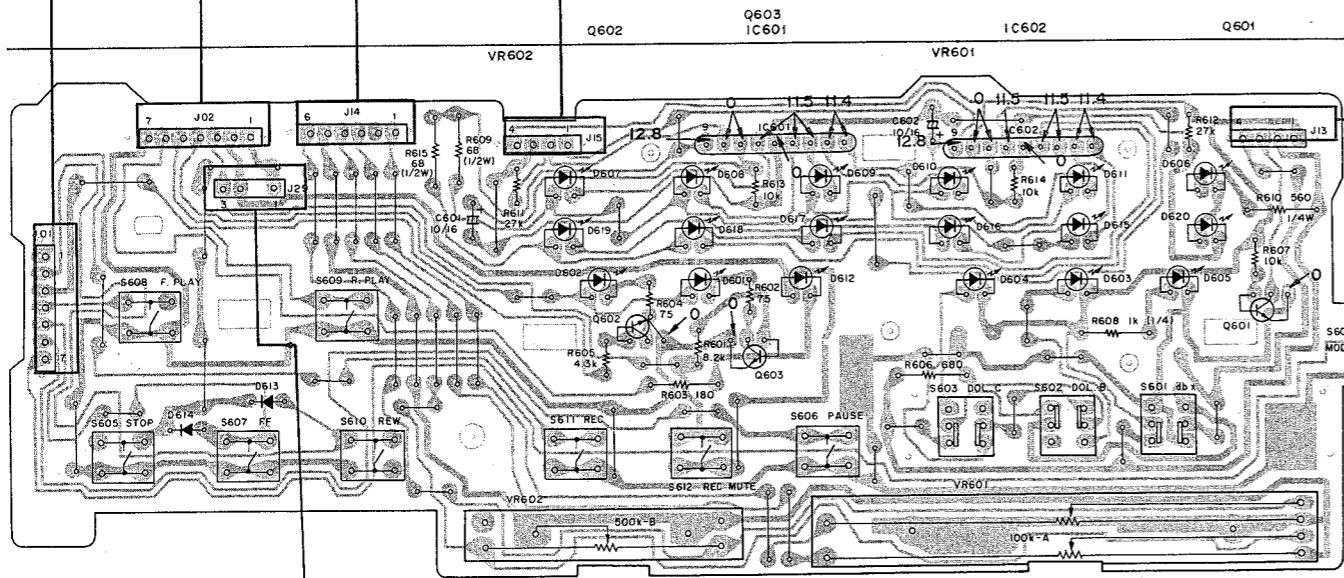 Q603
Q602 IC601 IC602 Q601
VR602 VR601
7 J02 1
6 J14 1
4 J15
0 11.5 11.4
12.8 9 IC601
C602 10/16
12.8 9
0 11.5 11.5 11.4
IC602
0
R612 27k
4 J13
R615 68 (1/2W)
R609 68 (1/2W)
3 1 J29
D607
D608
R613 10k
0
D609
D610
R614 10k
D611
D606
R610 560 1/4W
C601 10/16
R611 27k
D619
D618
D617
D616
D615
D620
R607 10k
0
1
7
S608 F. PLAY
S609 R. PLAY
D602
R604 75
D601
R602 75
D612
D604
D603
D605
Q602
0
0
R601 8.2k
R605 4.3k
Q603
R608 1k (1/4)
Q601
R603 180
R606 680
D613
D614
S605 STOP
S607 FF
S610 REW
S611 REC
S612 REC MUTE
S606 PAUSE
S603 DOL. C
S602 DOL. B
S601 dbx
VR602
500k-B
VR601
100k-A